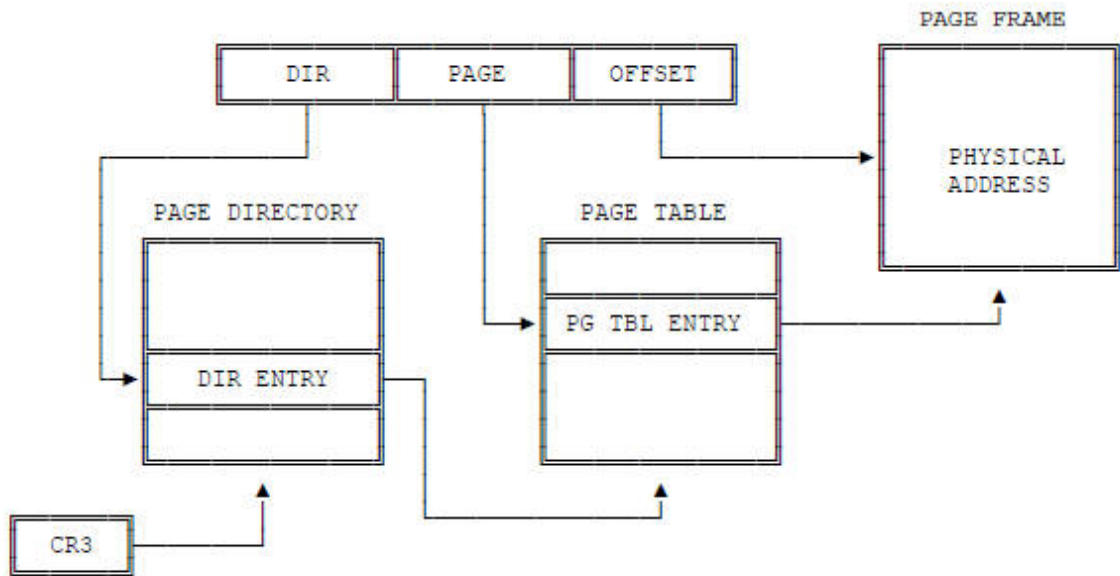 PAGE FRAME
DIR
PAGE
OFFSET
PHYSICAL
ADDRESS
PAGE DIRECTORY
PAGE TABLE
PG TBL ENTRY
DIR ENTRY
CR3